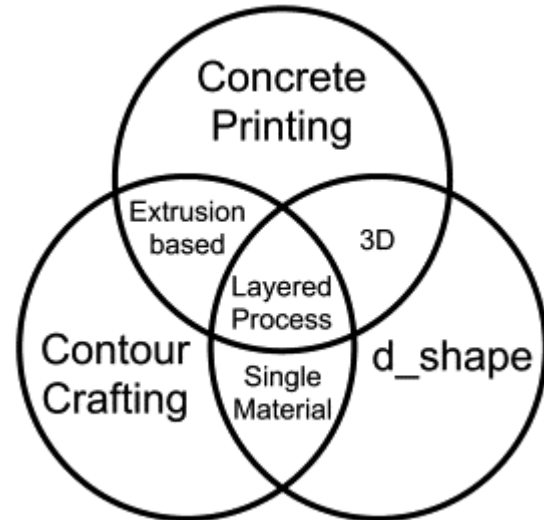 Concrete
Printing
Extrusion
based
3D
Layered
Process
Contour
Crafting
d_shape
Single
Material